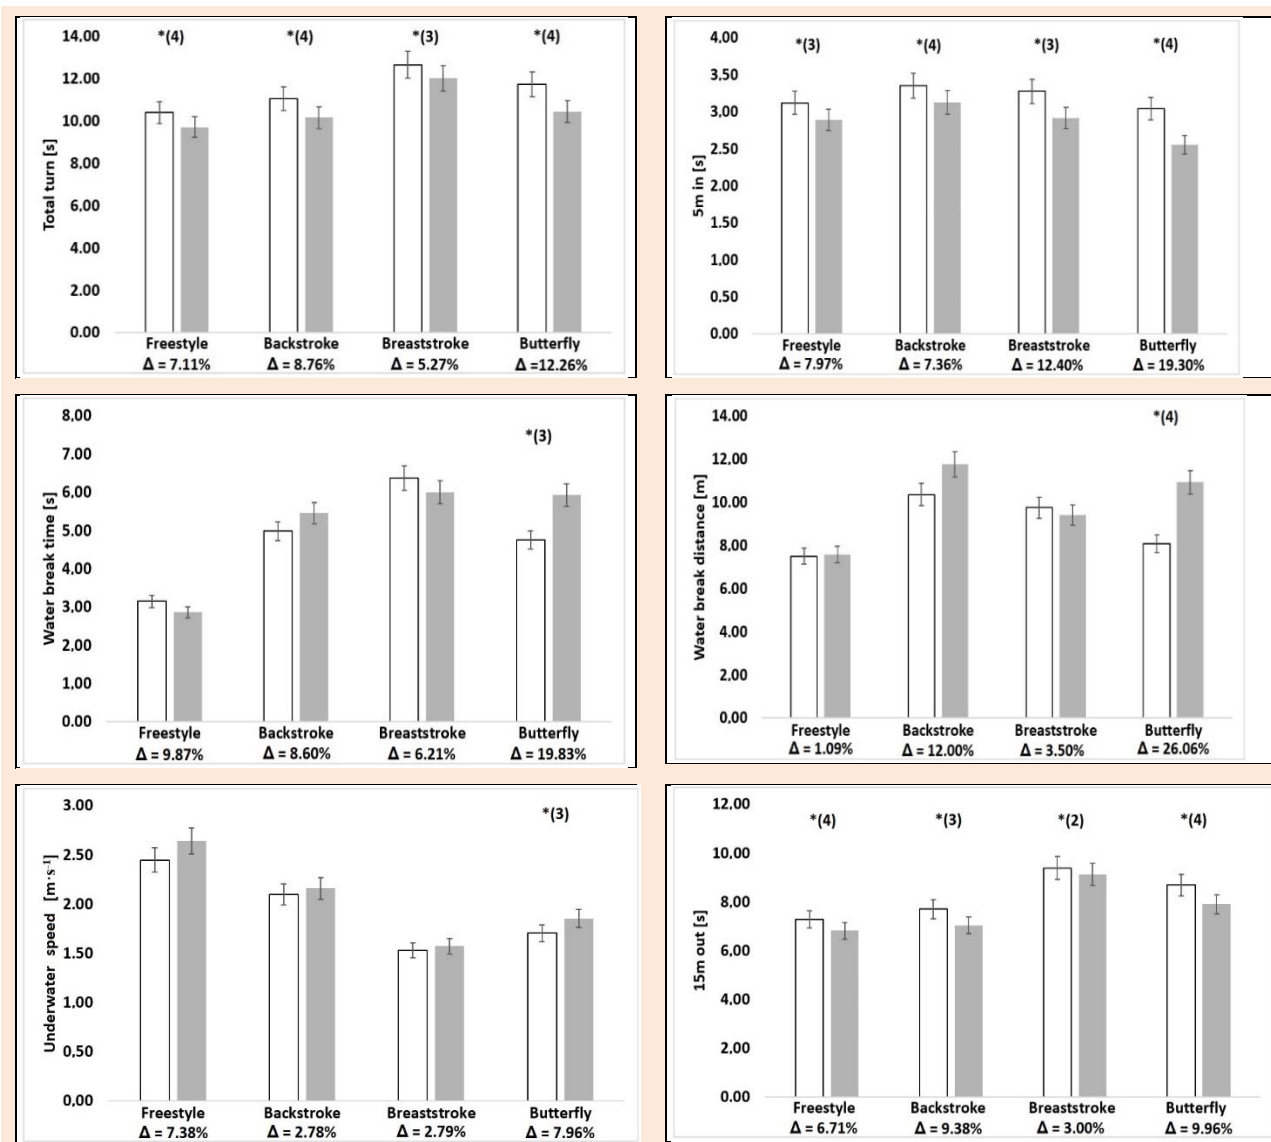 Total turn [s]
14.00
12.00
10.00
8.00
6.00
4.00
2.00
0.00
*(4) *(4) *(3) *(4)
Freestyle Backstroke Breaststroke Butterfly
Δ = 7.11% Δ = 8.76% Δ = 5.27% Δ =12.26%
5m in [s]
4.00
3.50
3.00
2.50
2.00
1.50
1.00
0.50
0.00
*(3) *(4) *(3) *(4)
Freestyle Backstroke Breaststroke Butterfly
Δ = 7.97% Δ = 7.36% Δ = 12.40% Δ = 19.30%
Water break time [s]
8,00
7.00
6.00
5.00
4.00
3,00
2,00
1,00
0.00
*(3)
Freestyle Backstroke Breaststroke Butterfly
Δ = 9.87% Δ = 8.60% Δ = 6.21% Δ = 19.83%
Water break distance [m]
14.00
12.00
10.00
8.00
6.00
4.00
2.00
0,00
*(4)
Freestyle Backstroke Breaststroke Butterfly
Δ = 1.09% Δ = 12.00% Δ = 3.50% Δ = 26.06%
Underwater speed [m·s⁻¹]
3.00
2.50
2.00
1.50
1.00
0.50
0,00
*(3)
Freestyle Backstroke Breaststroke Butterfly
Δ = 7.38% Δ = 2.78% Δ = 2.79% Δ = 7.96%
15m out [s]
12.00
10.00
8.00
6.00
4.00
2,00
0.00
*(4) *(3) *(2) *(4)
Freestyle Backstroke Breaststroke Butterfly
Δ = 6.71% Δ = 9.38% Δ = 3.00% Δ = 9.96%